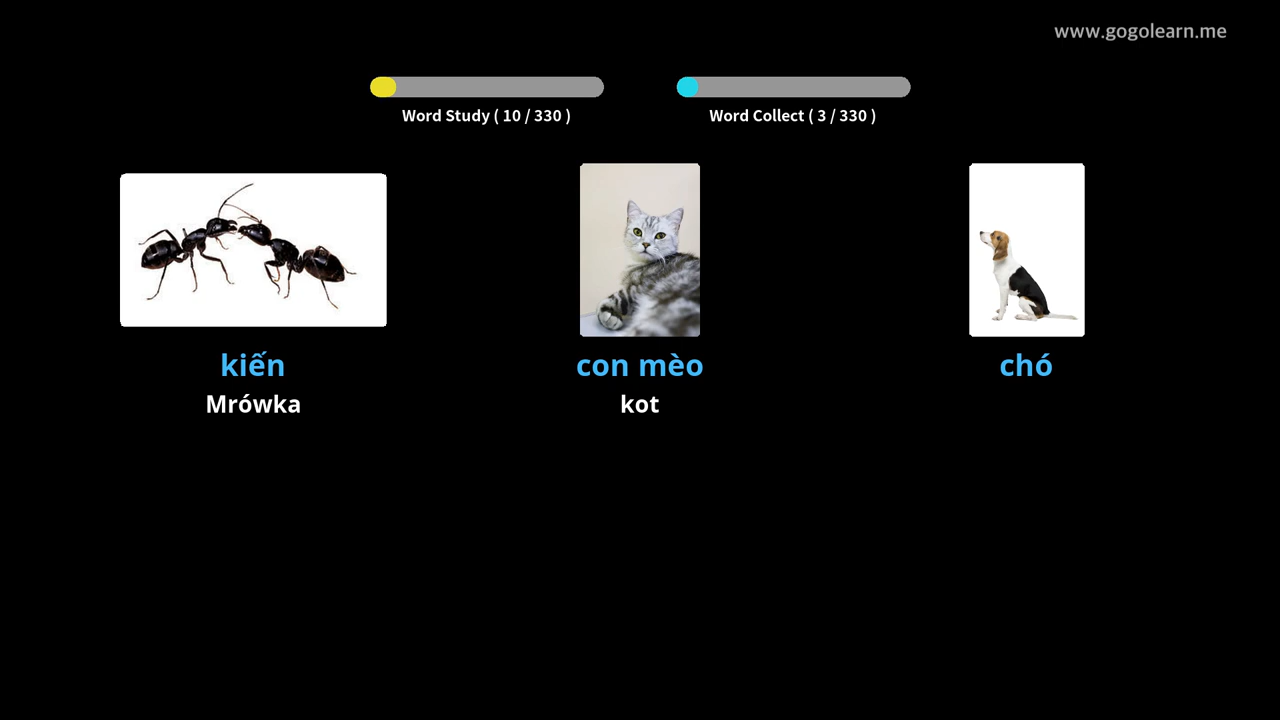 www.gogolearn.me
Word Study ( 10 / 330 )
Word Collect ( 3 / 330 )
kiến
con mèo
chó
Mrówka
kot